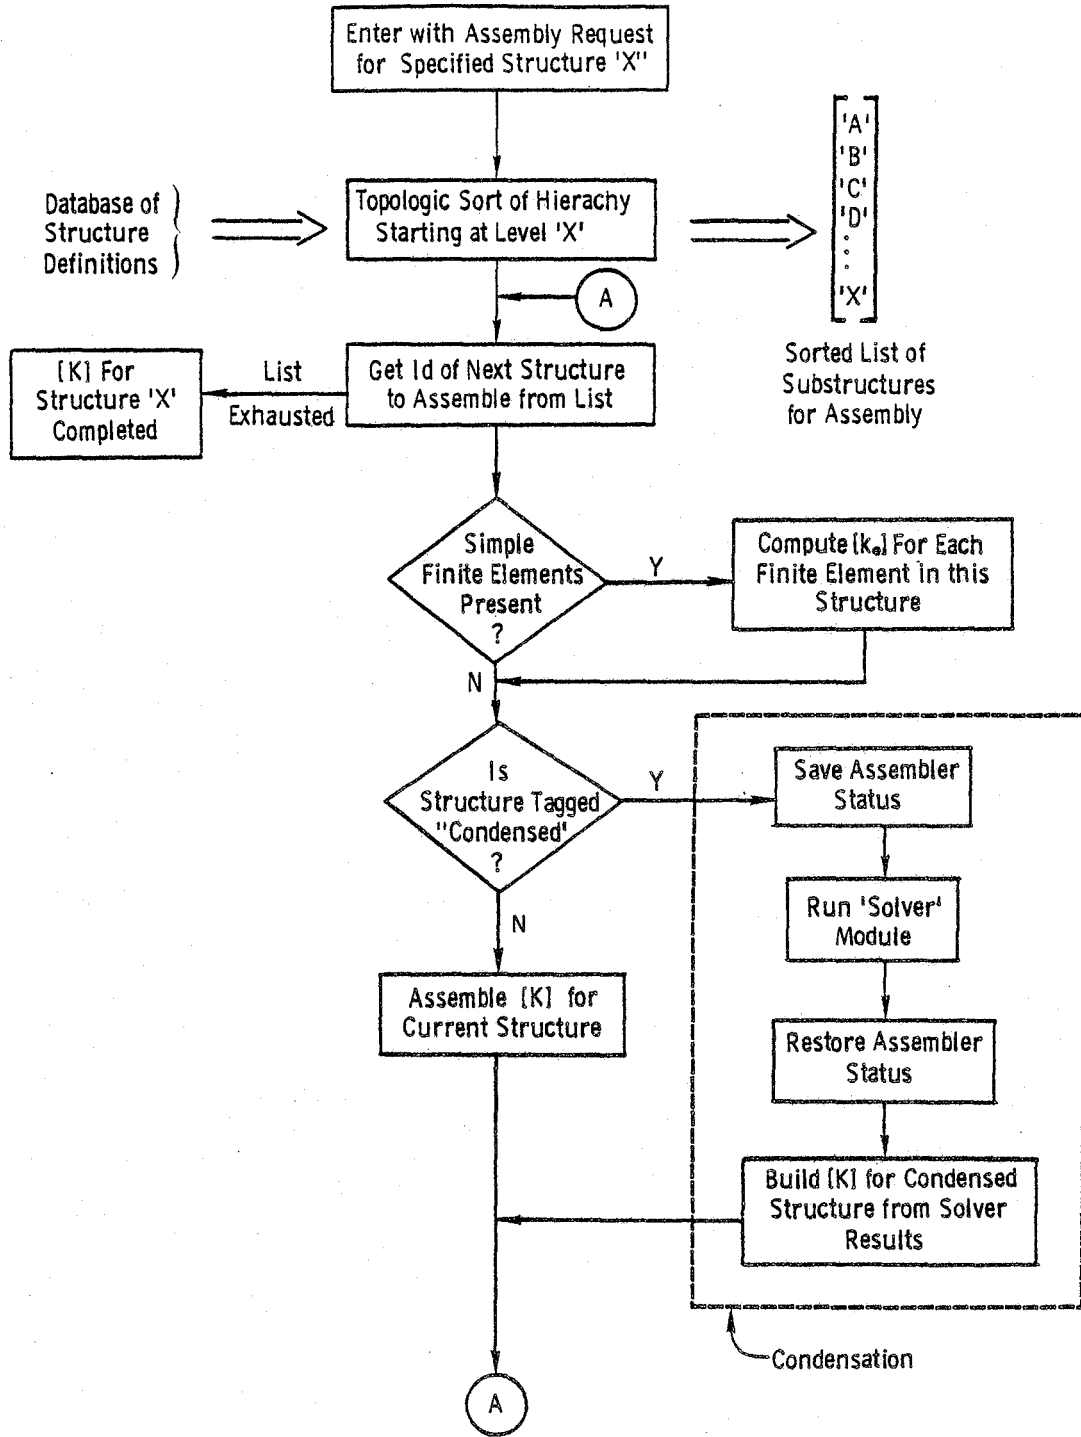 Enter with Assembly Request
for Specified Structure 'X''
Database of
Structure
Definitions
Topologic Sort of Hierachy
Starting at Level 'X'
'A'
'B'
'C'
'D'
'X'
Sorted List of
Substructures
for Assembly
A
[K] For
Structure 'X'
Completed
List
Exhausted
Get Id of Next Structure
to Assemble from List
Simple
Finite Elements
Present
?
Y
Compute [ke] For Each
Finite Element in this
Structure
N
Is
Structure Tagged
"Condensed'
?
Y
Save Assembler
Status
Run 'Solver'
Module
N
Assemble [K] for
Current Structure
Restore Assembler
Status
Build [K] for Condensed
Structure from Solver
Results
Condensation
A